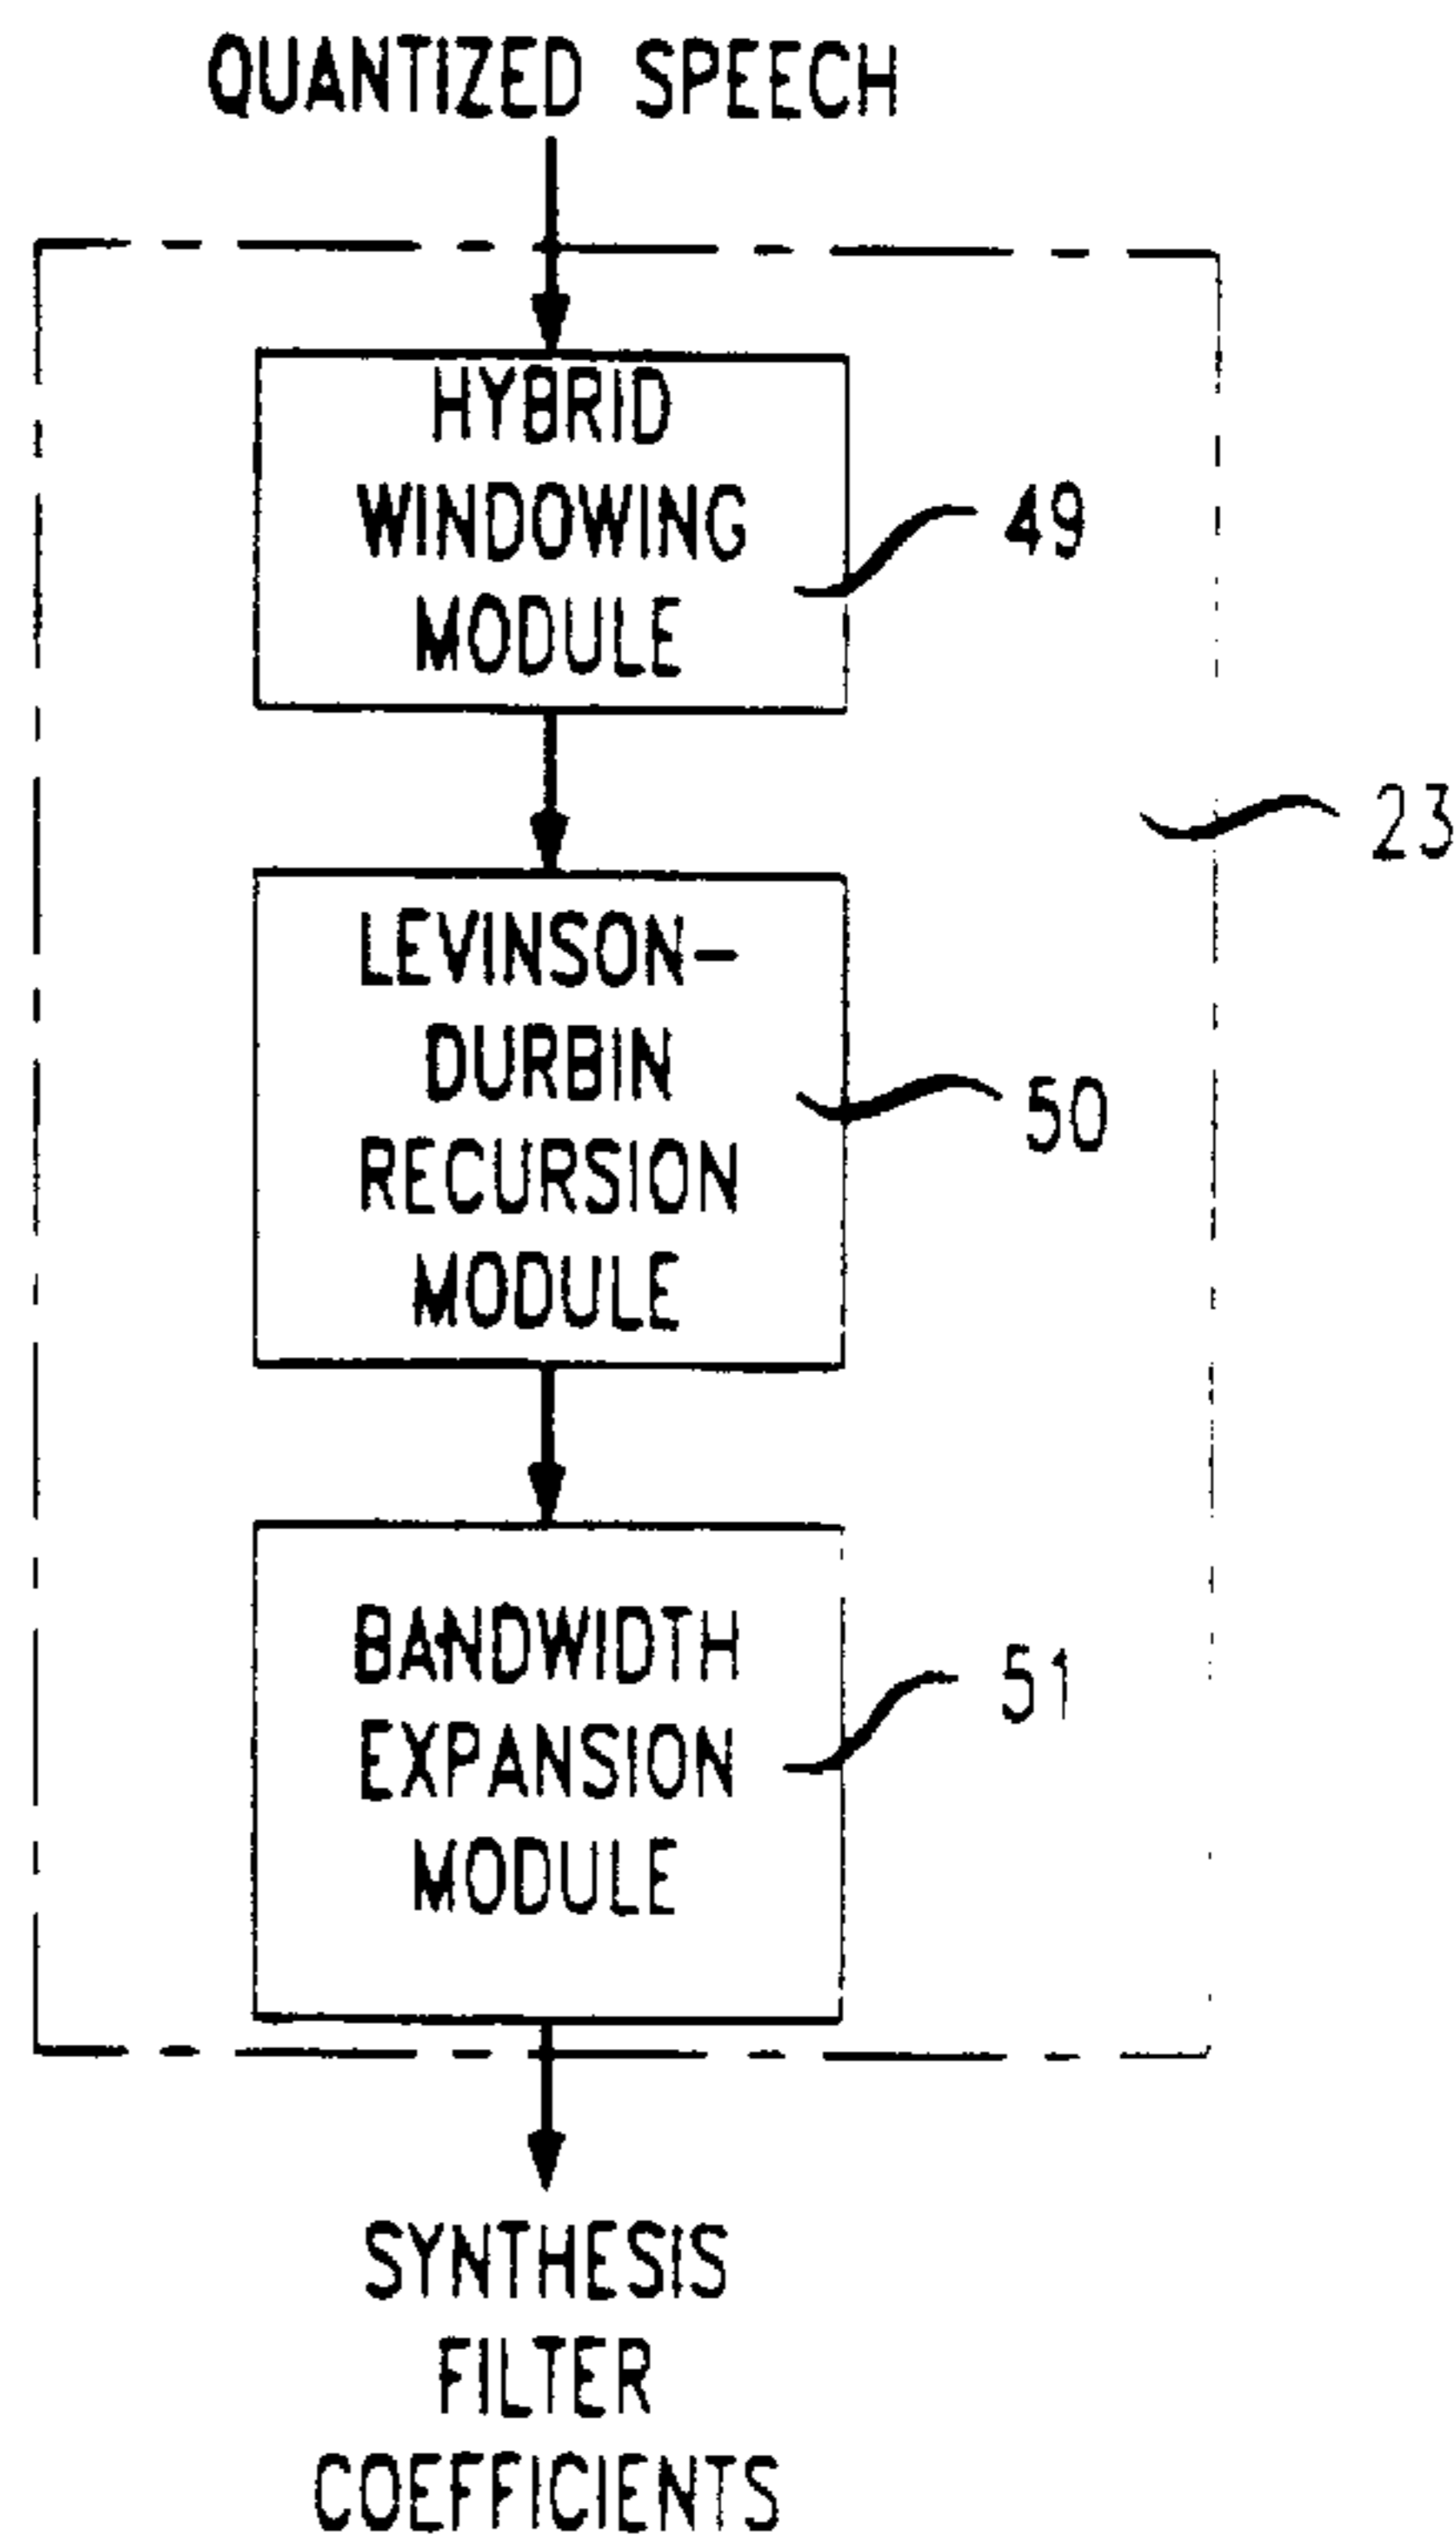 QUANTIZED SPEECH
HYBRID
WINDOWING
MODULE
49
23
LEVINSON-
DURBIN
RECURSION
MODULE
50
BANDWIDTH
EXPANSION
MODULE
51
SYNTHESIS
FILTER
COEFFICIENTS